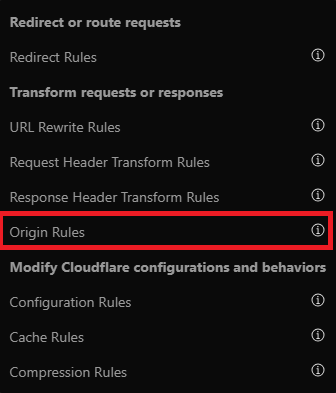 Redirect or route requests
Redirect Rules
Transform requests or responses
URL Rewrite Rules
Request Header Transform Rules
Response Header Transform Rules
Origin Rules
Modify Cloudflare configurations and behaviors
Configuration Rules
Cache Rules
Compression Rules